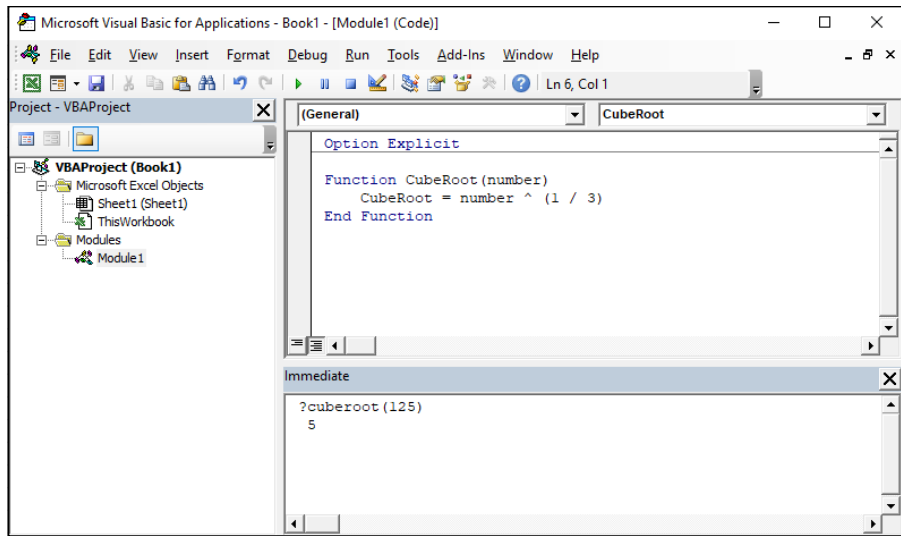 Microsoft Visual Basic for Applications - Book1 - [Module1 (Code)]
File Edit View Insert Format Debug Run Tools Add-Ins Window Help
Ln 6, Col 1
Project - VBAProject
VBAProject (Book1)
Microsoft Excel Objects
Sheet1 (Sheet1)
ThisWorkbook
Modules
Module1
(General) CubeRoot
Option Explicit
Function CubeRoot(number)
CubeRoot = number ^ (1 / 3)
End Function
Immediate
?cuberoot(125)
5